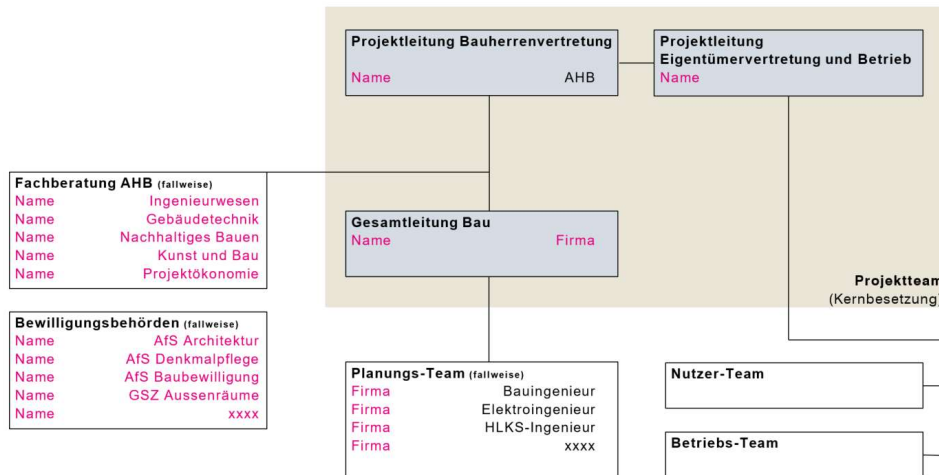 Projektleitung Bauherrenvertretung
Name AHB
Projektleitung
Eigentümervertretung und Betrieb
Name
Fachberatung AHB (fallweise)
Name Ingenieurwesen
Name Gebäudetechnik
Name Nachhaltiges Bauen
Name Kunst und Bau
Name Projektökonomie
Gesamtleitung Bau
Name Firma
Projektteam
(Kernbesetzung)
Bewilligungsbehörden (fallweise)
Name AfS Architektur
Name AfS Denkmalpflege
Name AfS Baubewilligung
Name GSZ Aussenräume
Name xxxx
Planungs-Team (fallweise)
Firma Bauingenieur
Firma Elektroingenieur
Firma HLKS-Ingenieur
Firma xxxx
Nutzer-Team
Betriebs-Team